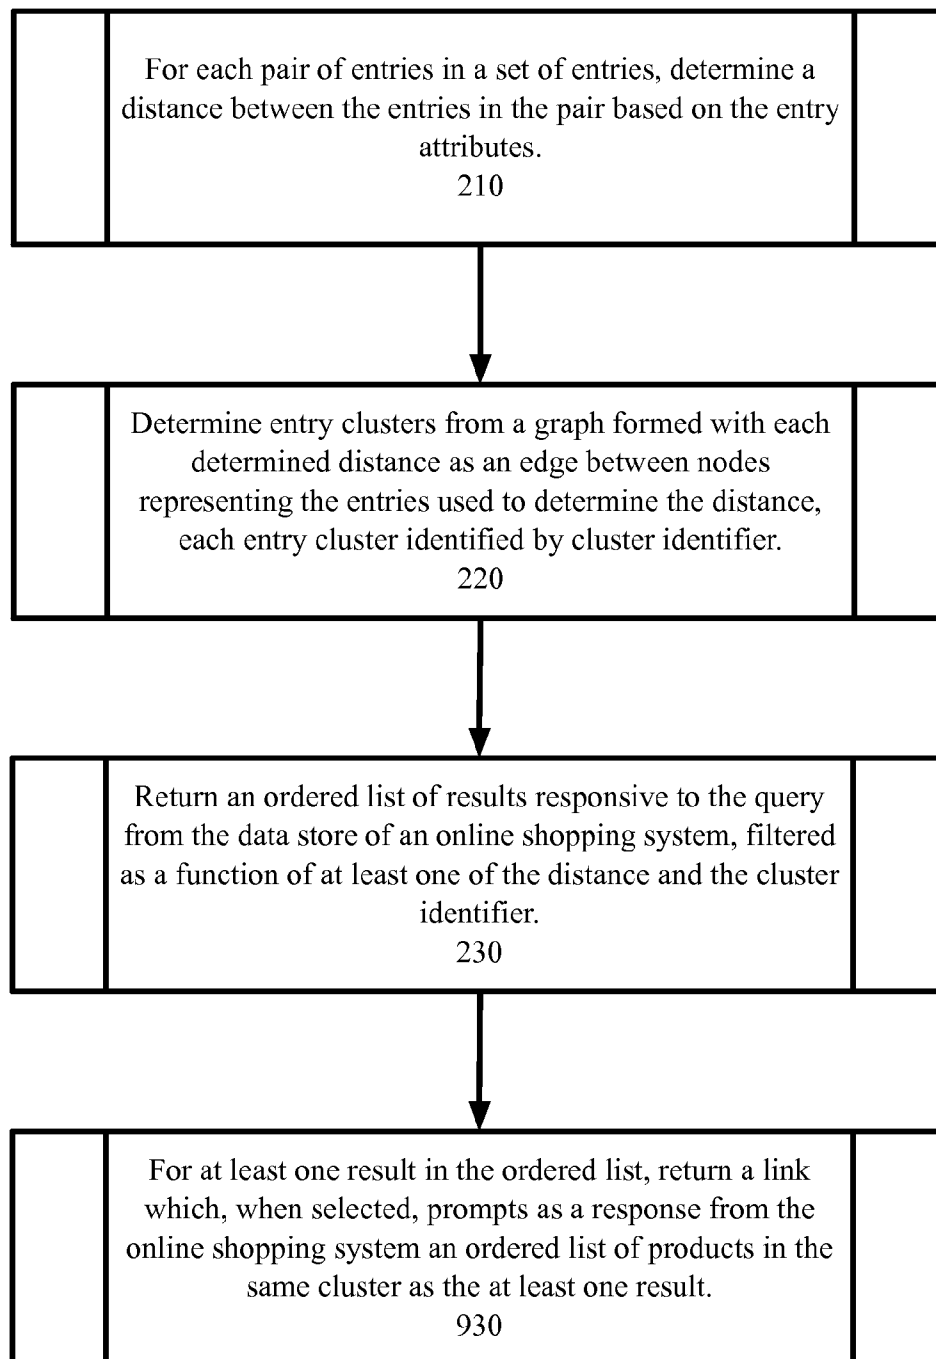 For each pair of entries in a set of entries, determine a
distance between the entries in the pair based on the entry
attributes.
210
Determine entry clusters from a graph formed with each
determined distance as an edge between nodes
representing the entries used to determine the distance,
each entry cluster identified by cluster identifier.
220
Return an ordered list of results responsive to the query
from the data store of an online shopping system, filtered
as a function of at least one of the distance and the cluster
identifier.
230
For at least one result in the ordered list, return a link
which, when selected, prompts as a response from the
online shopping system an ordered list of products in the
same cluster as the at least one result.
930